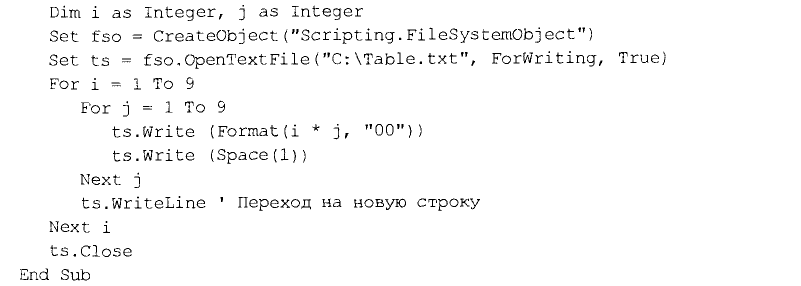 Dim i as Integer, j as Integer
Set fso = CreateObject("Scripting.FileSystemObject")
Set ts = fso.OpenTextFile("C:\Table.txt", ForWriting, True)
For i = 1 To 9
For j = 1 To 9
ts.Write (Format(i * j, "00"))
ts.Write (Space(1))
Next j
ts.WriteLine ' Переход на новую строку
Next i
ts.Close
End Sub